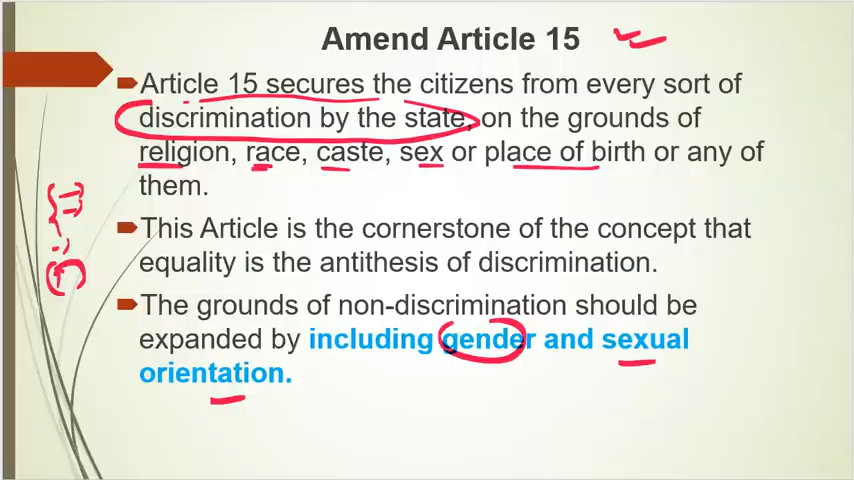 Amend Article 15
Article 15 secures the citizens from every sort of
discrimination by the state, on the grounds of
religion, race, caste, sex or place of birth or any of
them.
This Article is the cornerstone of the concept that
equality is the antithesis of discrimination.
The grounds of non-discrimination should be
expanded by including gender and sexual
orientation.